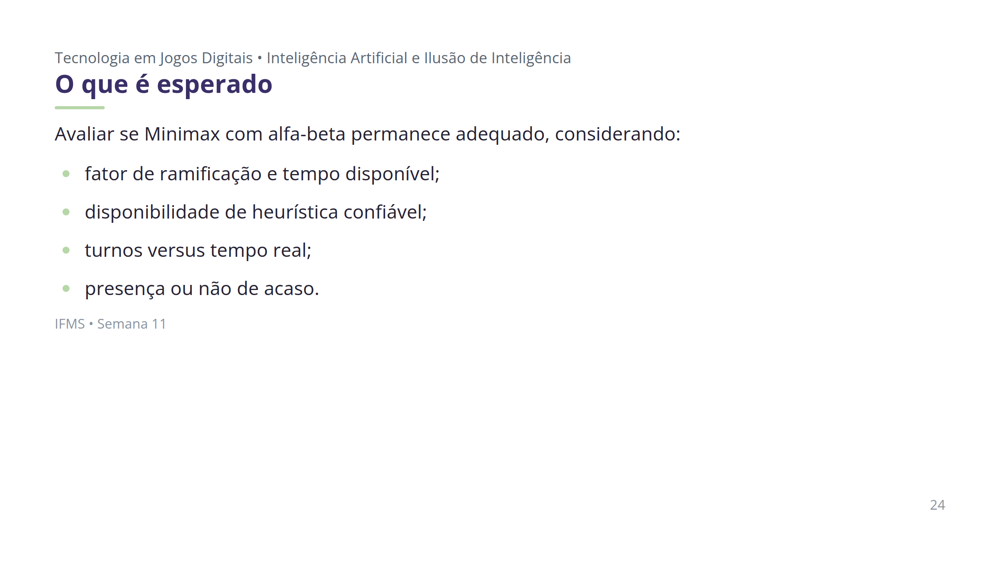 Tecnologia em Jogos Digitais • Inteligência Artificial e Ilusão de Inteligência
O que é esperado
Avaliar se Minimax com alfa-beta permanece adequado, considerando:
• fator de ramificação e tempo disponível;
• disponibilidade de heurística confiável;
• turnos versus tempo real;
• presença ou não de acaso.
IFMS • Semana 11
24